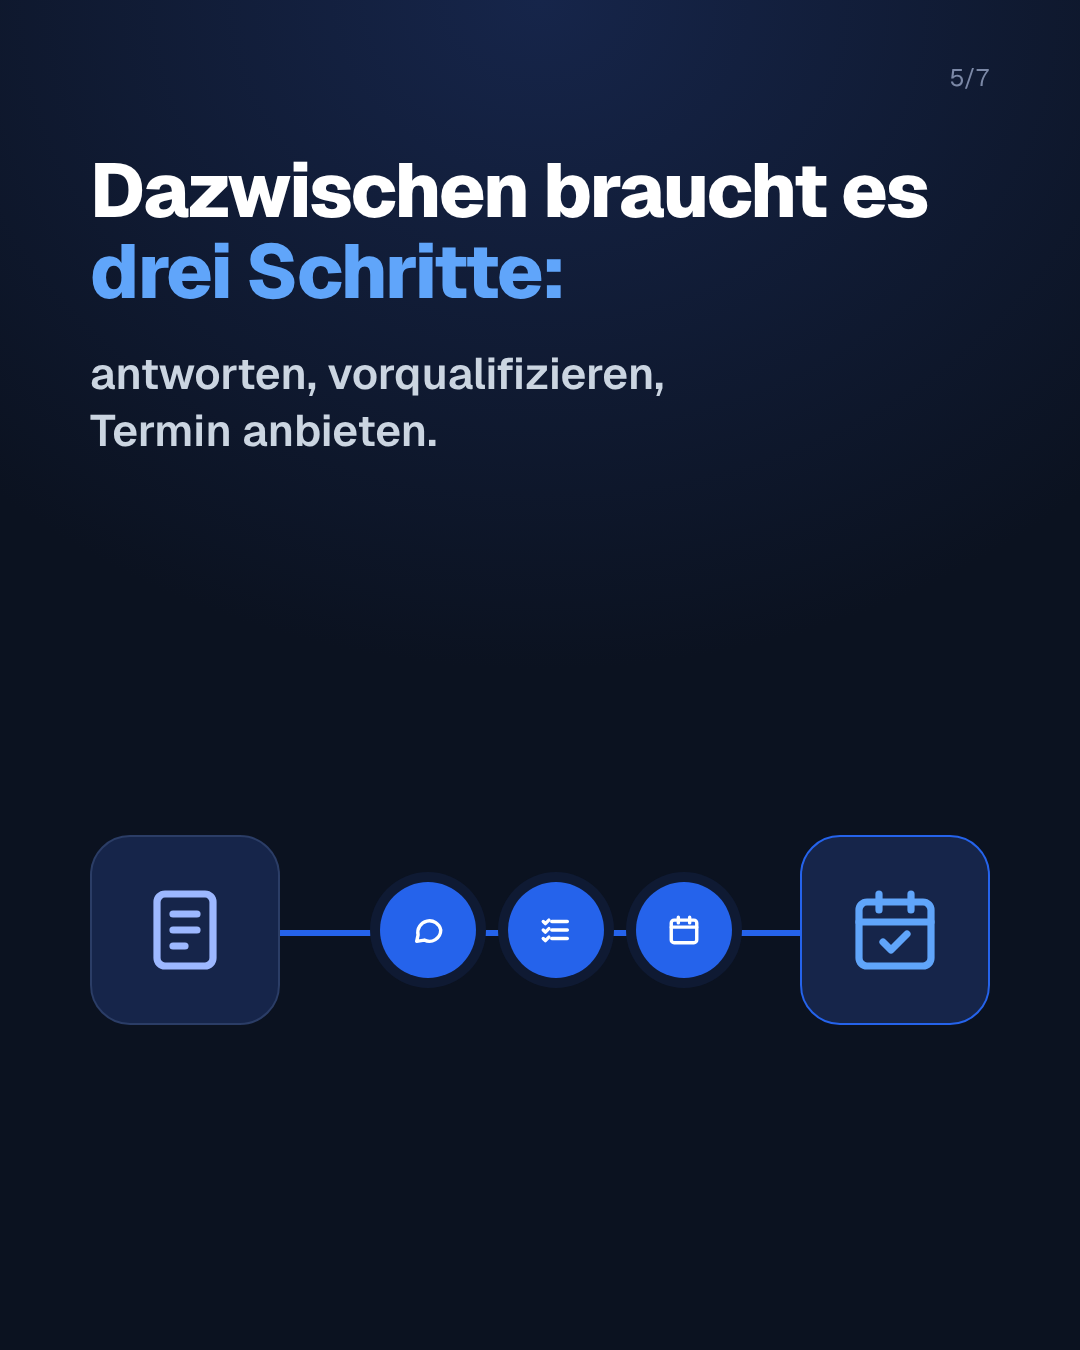 5/7
Dazwischen braucht es
drei Schritte:
antworten, vorqualifizieren,
Termin anbieten.